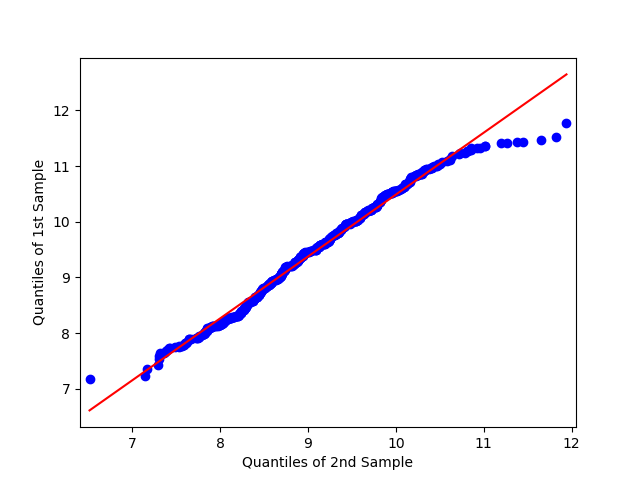 12
11
10
9
8
7
Quantiles of 1st Sample
7 8 9 10 11 12
Quantiles of 2nd Sample